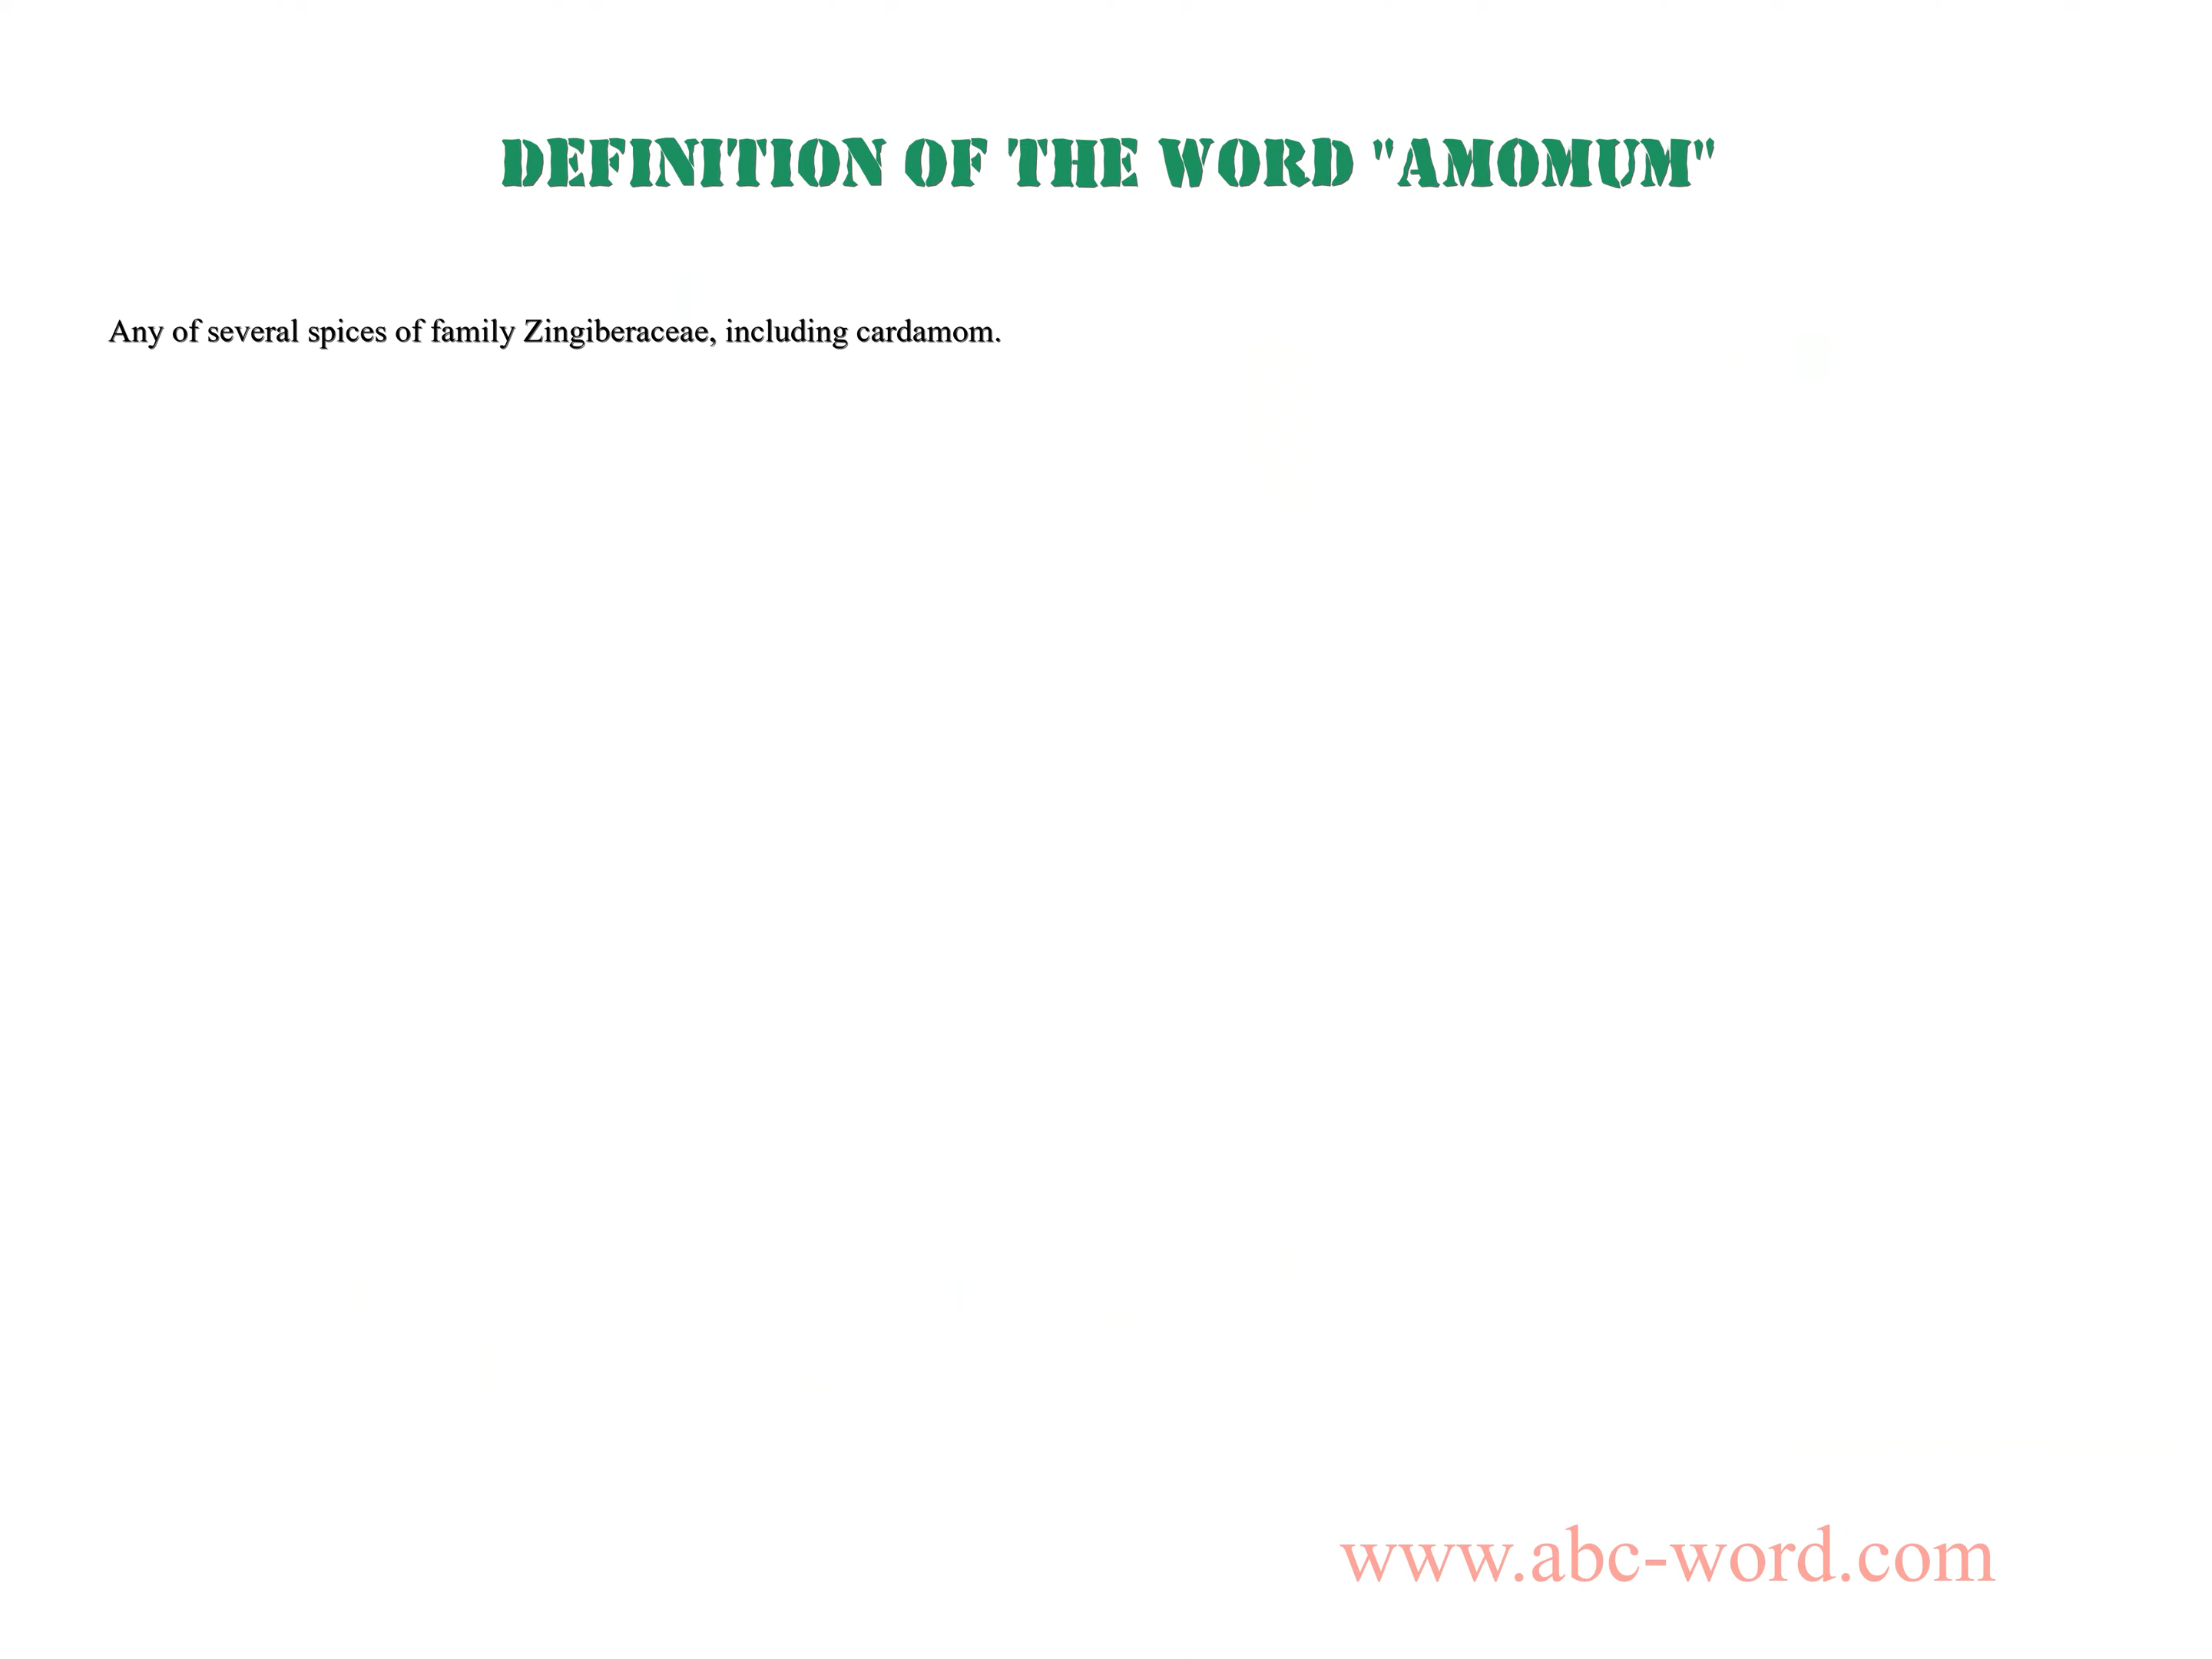 DEFINITION OF THE WORD "AMOMUM"
Any of several spices of family Zingiberaceae, including cardamom.
www.abc-word.com